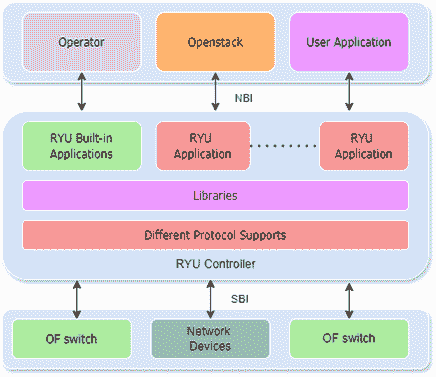 Operator
Openstack
User Application
NBI
RYU Built-in
Applications
RYU
Application
RYU
Application
Libraries
Different Protocol Supports
RYU Controller
SBI
OF switch
Network
Devices
OF switch